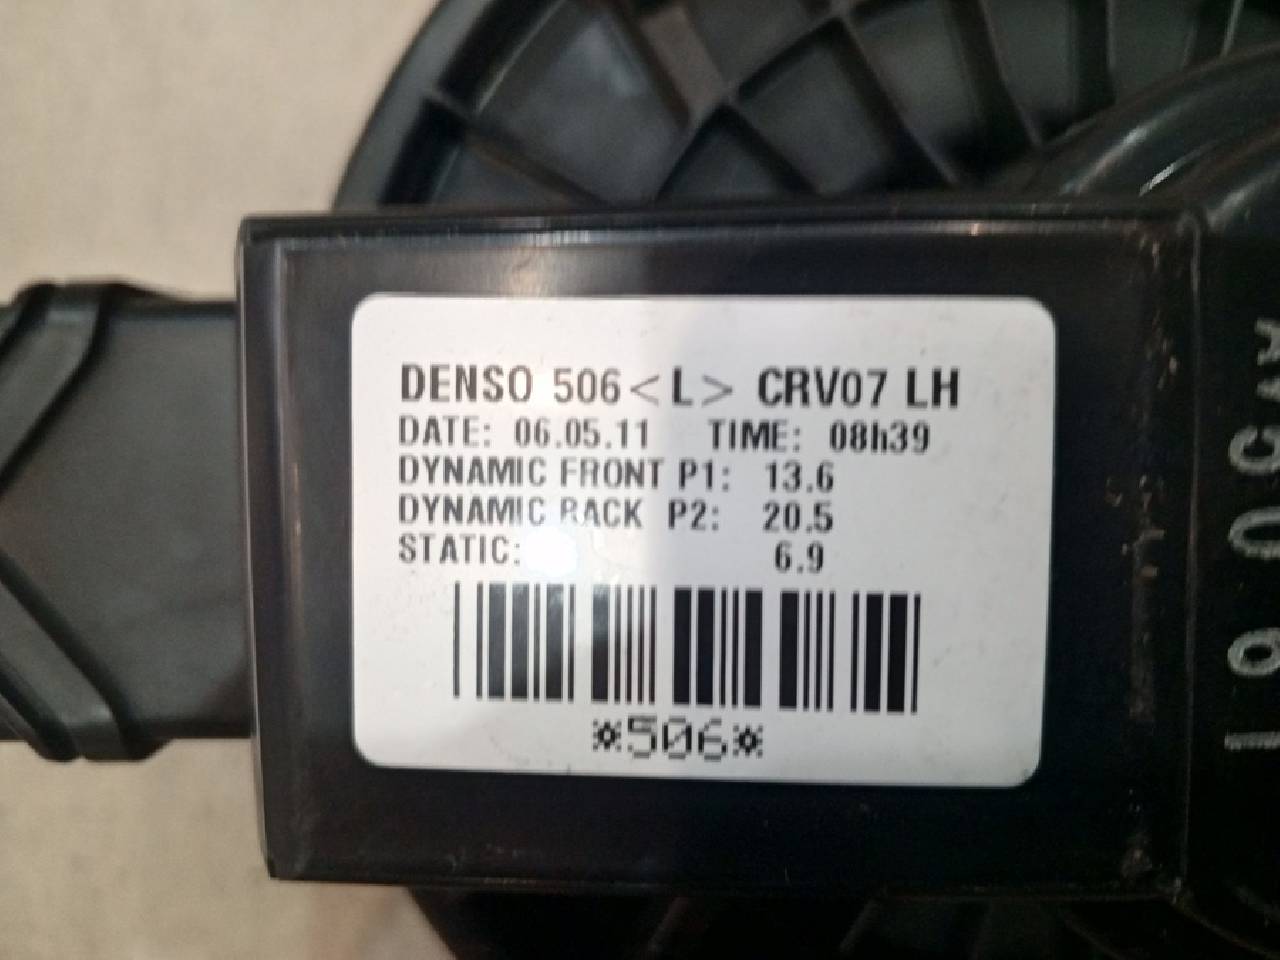 DENSO 506<L> CRV07 LH
DATE: 06.05.11 TIME: 08h39
DYNAMIC FRONT P1: 13.6
DYNAMIC BACK P2: 20.5
STATIC: 6.9
*506*